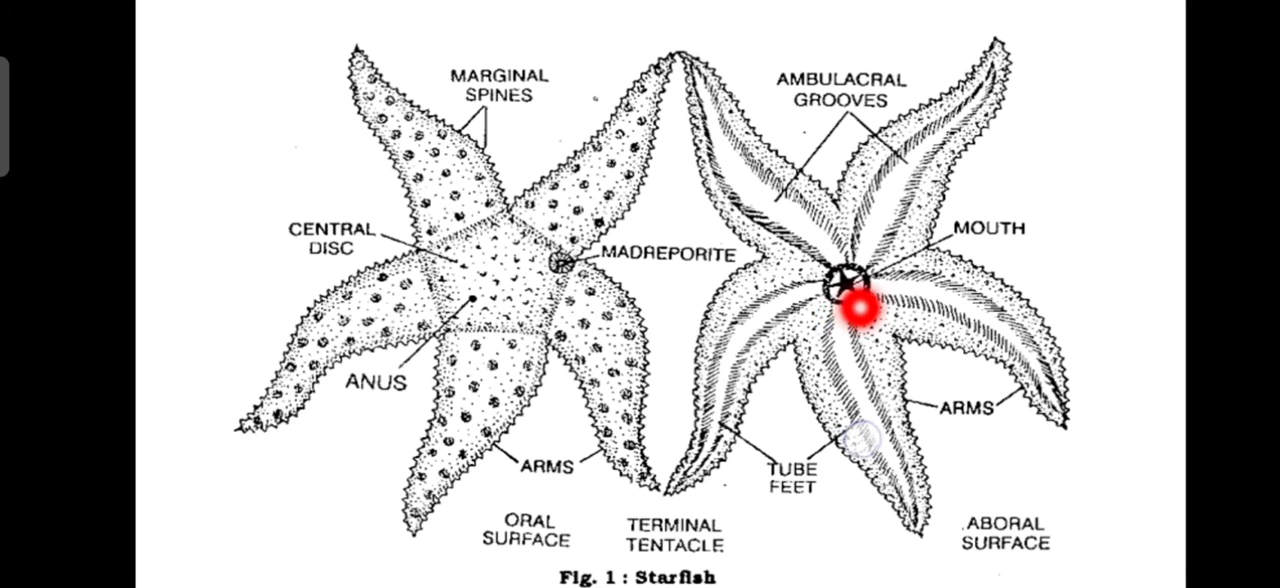 MARGINAL
SPINES
AMBULACRAL
GROOVES
CENTRAL
DISC
MADREPORITE
MOUTH
ANUS
ARMS
ARMS
TUBE
FEET
ORAL
SURFACE
TERMINAL
TENTACLE
ABORAL
SURFACE
Fig. 1 : Starfish